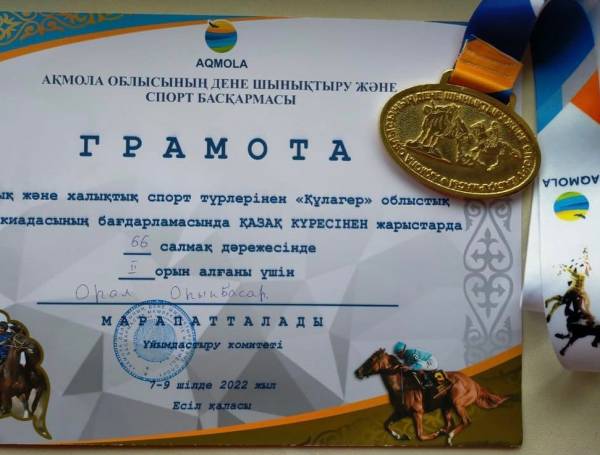 AQMOLA
АҚМОЛА ОБЛЫСЫНЫҢ ДЕНЕ ШЫНЫҚТЫРУ ЖӘНЕ
СПОРТ БАСҚАРМАСЫ
ГРАМОТА
ық және халықтық спорт түрлерінен «Құлагер» облыстық
киадасының бағдарламасында ҚАЗАҚ КҮРЕСІНЕН жарыстарда
66 салмақ дәрежесінде
II орын алғаны үшін
Орал Орынбасар
МАРАПАТТАЛАДЫ
Ұйымдастыру комитеті
7-9 шілде 2022 жыл
Есіл қаласы
AQMOLA